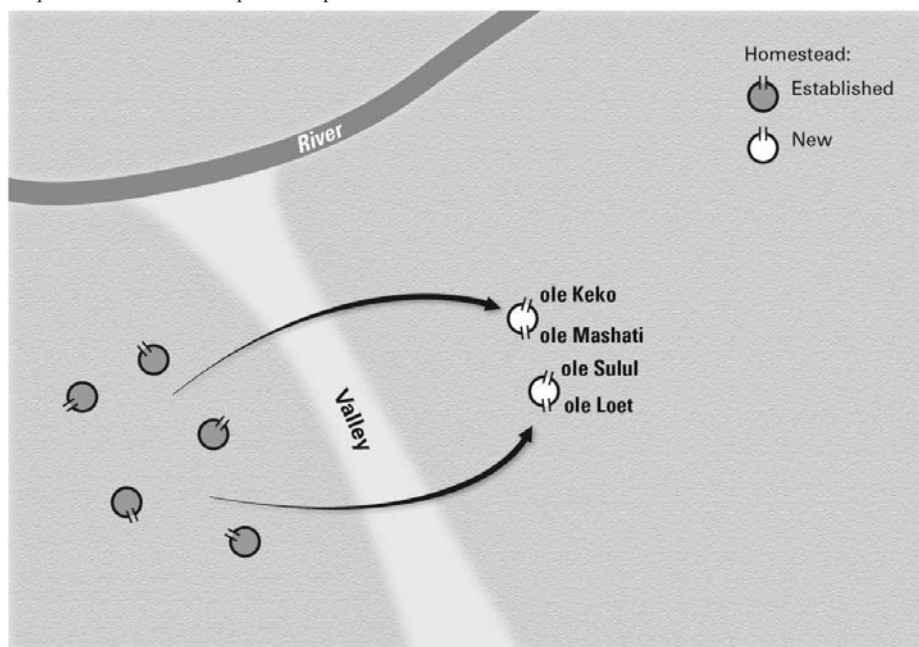 Homestead:
Established
New
River
ole Keko
ole Mashati
ole Sulul
ole Loet
Valley